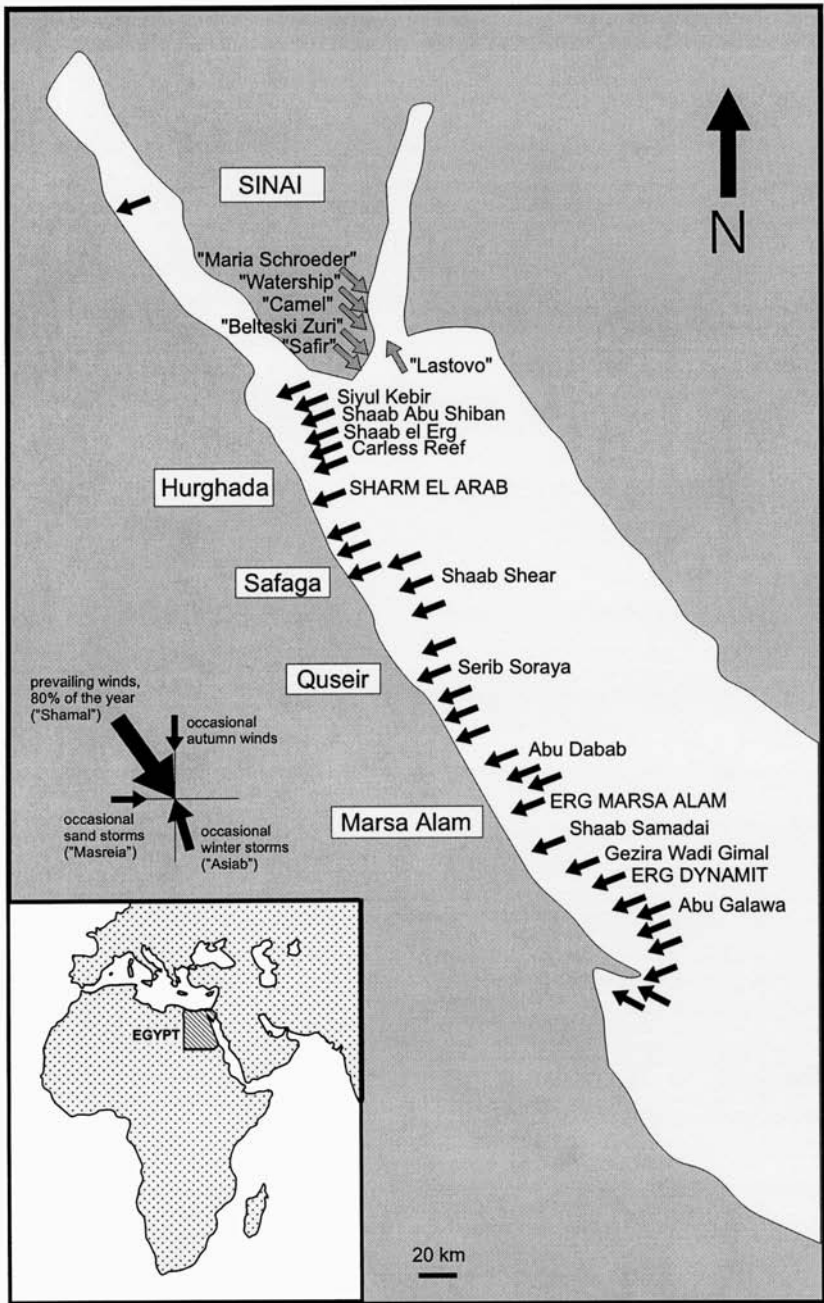 SINAI
N
"Maria Schroeder"
"Watership"
"Camel"
"Belteski Zuri"
"Safir"
"Lastovo"
Siyul Kebir
Shaab Abu Shiban
Shaab el Erg
Carless Reef
Hurghada
SHARM EL ARAB
Safaga
Shaab Shear
Quseir
Serib Soraya
prevailing winds,
80% of the year
("Shamal")
occasional
autumn winds
occasional
sand storms
("Masreia")
occasional
winter storms
("Asiab")
Abu Dabab
ERG MARSA ALAM
Marsa Alam
Shaab Samadai
Gezira Wadi Gimal
ERG DYNAMIT
Abu Galawa
EGYPT
20 km